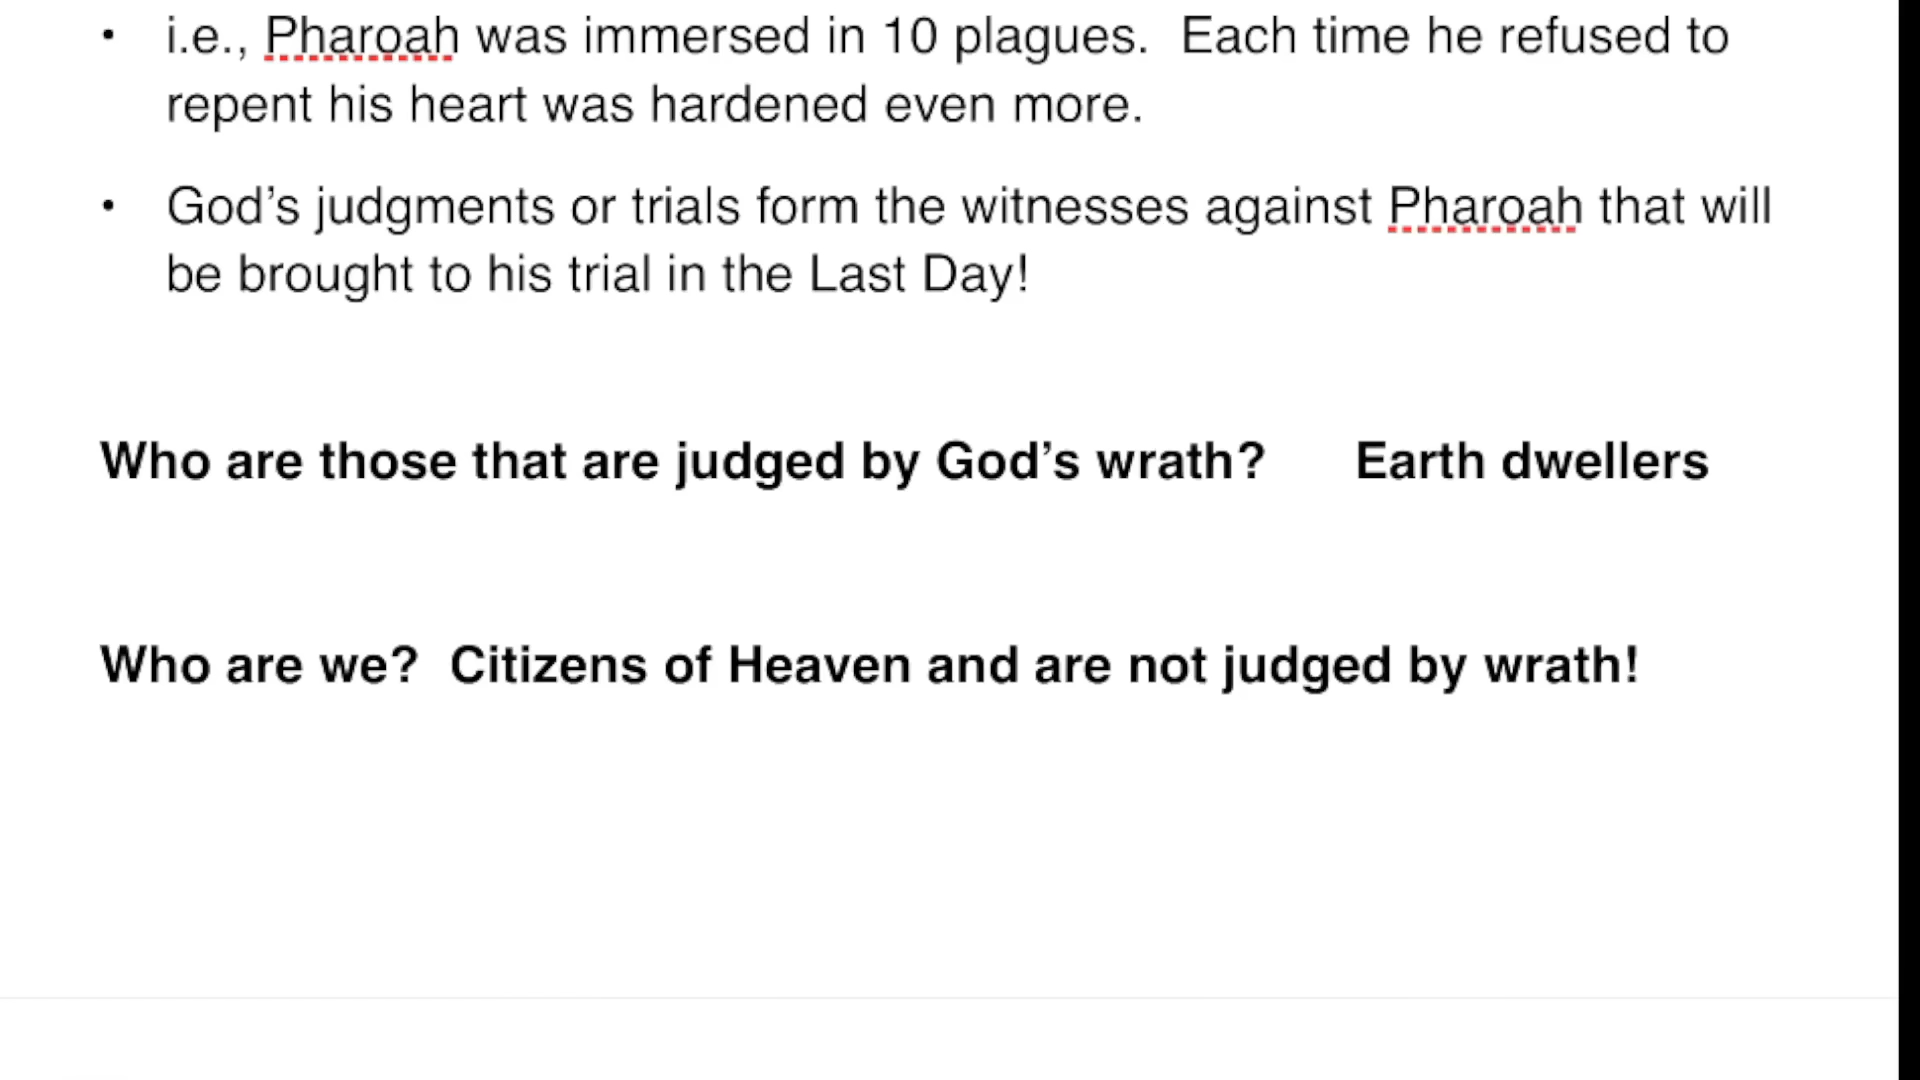 • i.e., Pharoah was immersed in 10 plagues.  Each time he refused to
repent his heart was hardened even more.
• God’s judgments or trials form the witnesses against Pharoah that will
be brought to his trial in the Last Day!
Who are those that are judged by God’s wrath?     Earth dwellers
Who are we?  Citizens of Heaven and are not judged by wrath!